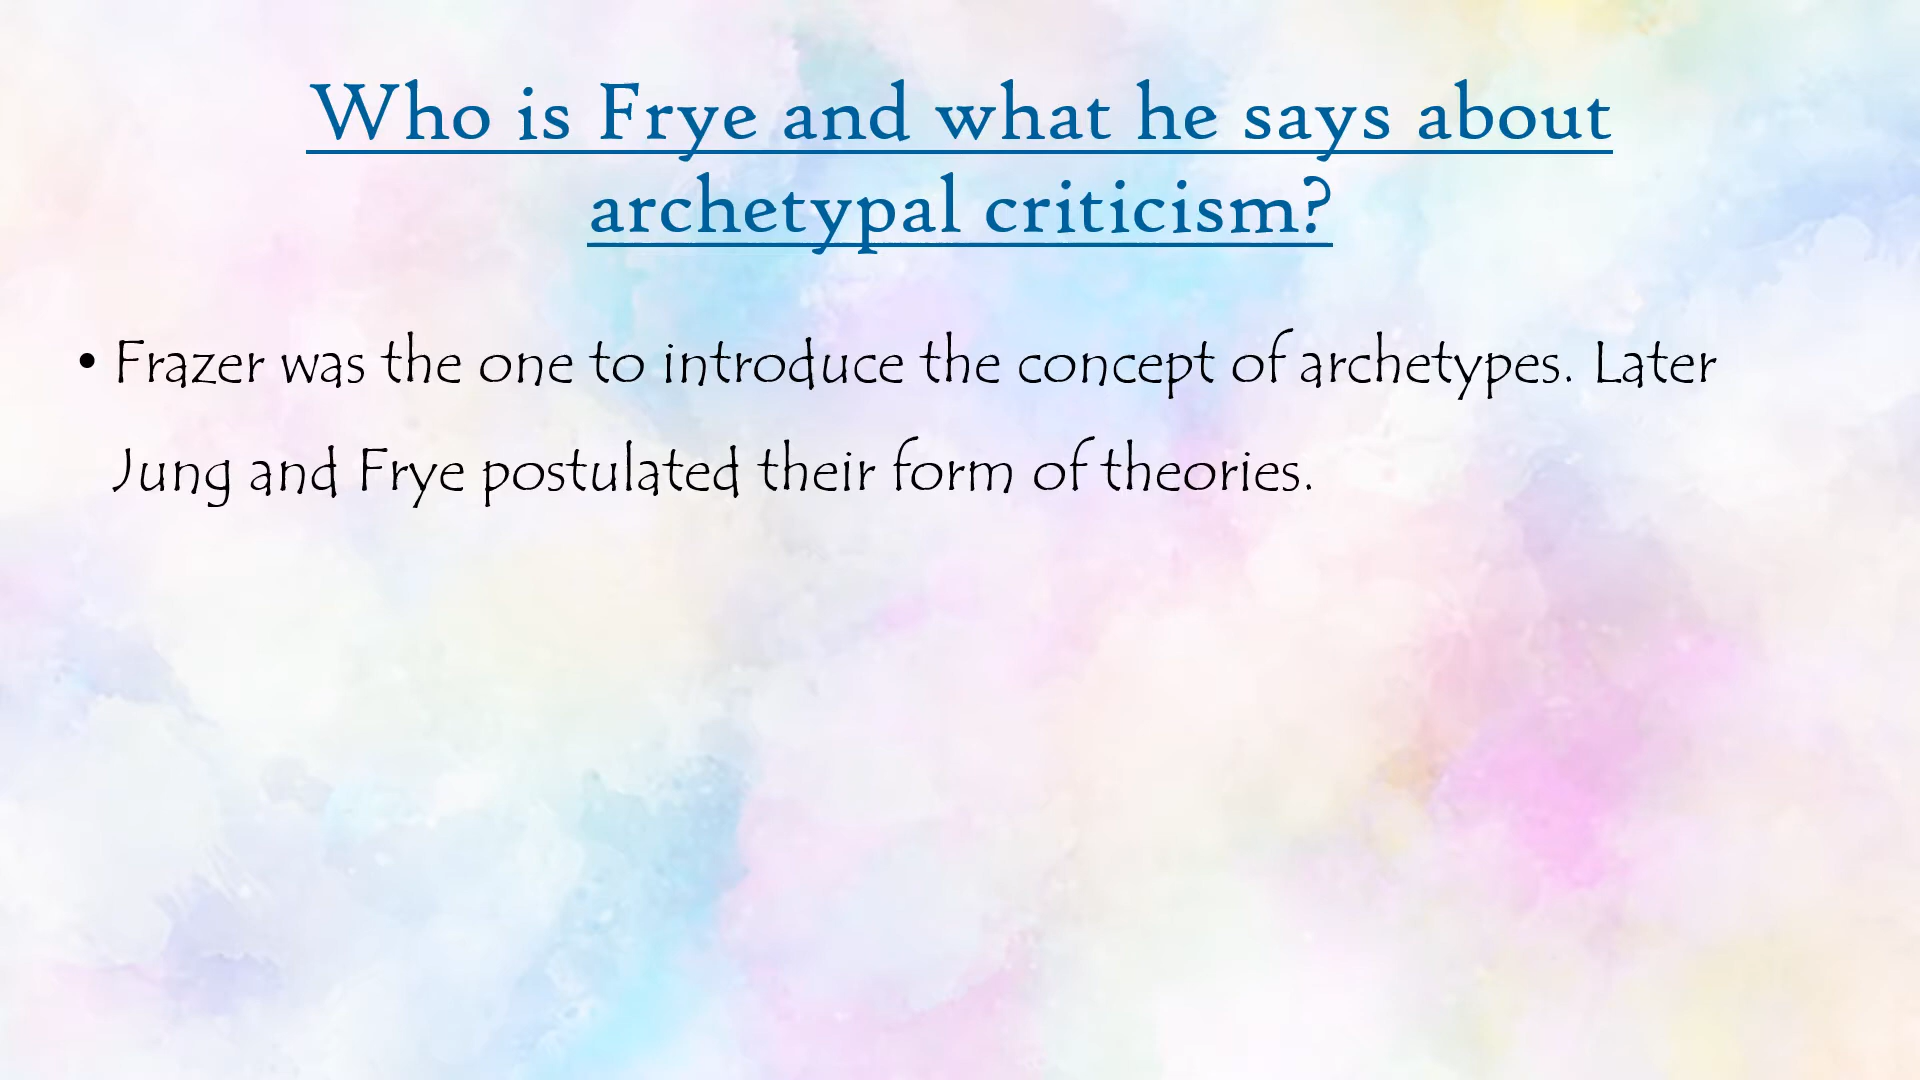 Who is Frye and what he says about
archetypal criticism?
• Frazer was the one to introduce the concept of archetypes. Later
Jung and Frye postulated their form of theories.